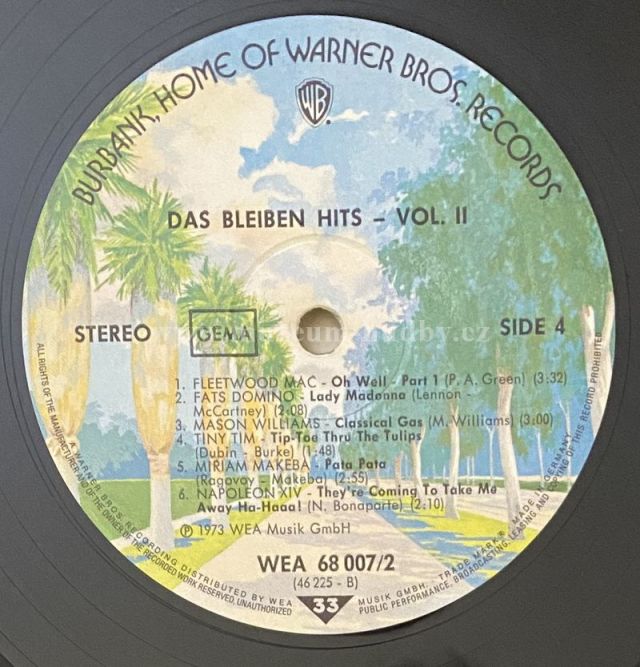 BURBANK, HOME OF WARNER BROS. RECORDS
WB
DAS BLEIBEN HITS – VOL. II
STEREO
GEMA
SIDE 4
1. FLEETWOOD MAC - Oh Well - Part 1 (P. A. Green) (3:32)
2. FATS DOMINO - Lady Madonna (Lennon -
McCartney) (2:08)
3. MASON WILLIAMS - Classical Gas (M. Williams) (3:00)
4. TINY TIM - Tip-Toe Thru The Tulips
(Dubin - Burke) (1:48)
5. MIRIAM MAKEBA - Pata Pata
(Ragovoy - Makeba) (2:55)
6. NAPOLEON XIV - They're Coming To Take Me
Away Ha-Haaa! (N. Bonaparte) (2:10)
℗ 1973 WEA Musik GmbH
WEA 68 007/2
(46 225 - B)
33
A WARNER BROS. RECORDING DISTRIBUTED BY WEA MUSIK GMBH. TRADE MARK® MADE IN GERMANY
ALL RIGHTS OF THE MANUFACTURER AND OF THE OWNER OF THE RECORDED WORK RESERVED, UNAUTHORIZED PUBLIC PERFORMANCE, BROADCASTING, LEASING AND COPYING OF THIS RECORD PROHIBITED